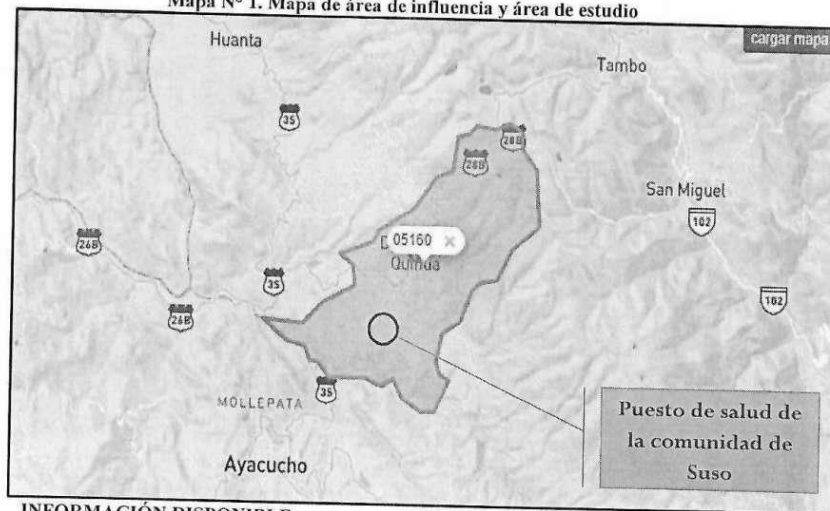 Mapa Nº 1. Mapa de área de influencia y área de estudio
cargar mapa
Huanta
Tambo
35
28B
28B
San Miguel
102
05160 ×
Quinua
26B
35
102
26B
35
MOLLEPATA
Ayacucho
Puesto de salud de
la comunidad de
Suso
INFORMACIÓN DISPONIBLE